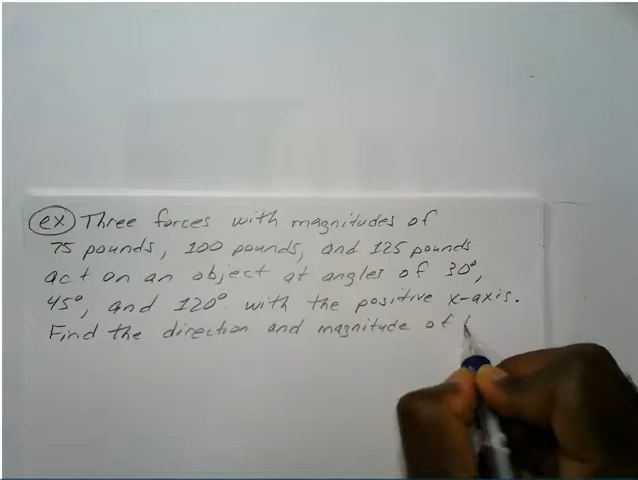 ex Three forces with magnitudes of
75 pounds, 100 pounds, and 125 pounds
act on an object at angles of 30°,
45°, and 120° with the positive x-axis.
Find the direction and magnitude of t